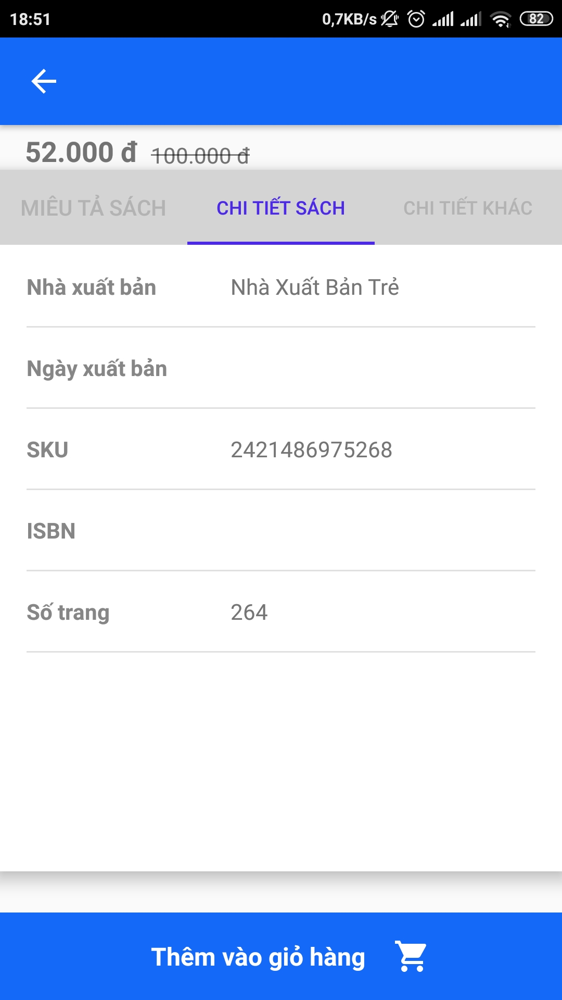 18:51 0,7KB/s 82
52.000 đ 100.000 đ
MIÊU TẢ SÁCH CHI TIẾT SÁCH CHI TIẾT KHÁC
Nhà xuất bản Nhà Xuất Bản Trẻ
Ngày xuất bản
SKU 2421486975268
ISBN
Số trang 264
Thêm vào giỏ hàng